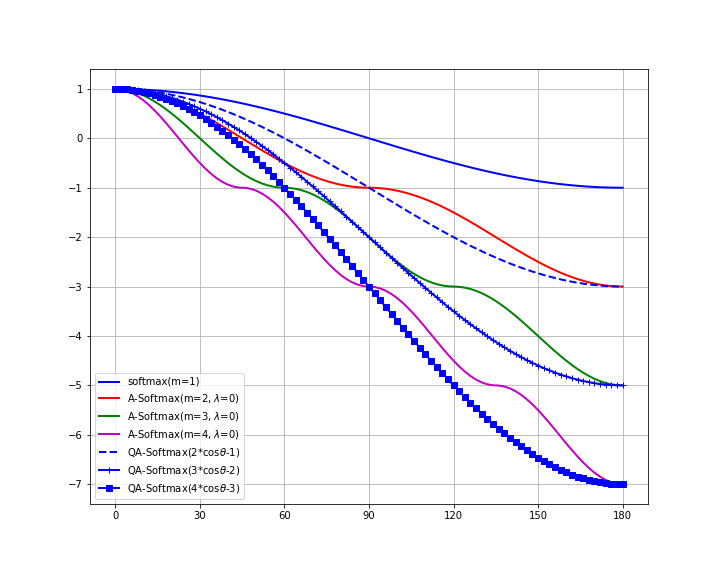 1
0
−1
−2
−3
−4
−5
−6
−7
softmax(m=1)
A-Softmax(m=2, λ=0)
A-Softmax(m=3, λ=0)
A-Softmax(m=4, λ=0)
QA-Softmax(2*cosθ-1)
QA-Softmax(3*cosθ-2)
QA-Softmax(4*cosθ-3)
0 30 60 90 120 150 180